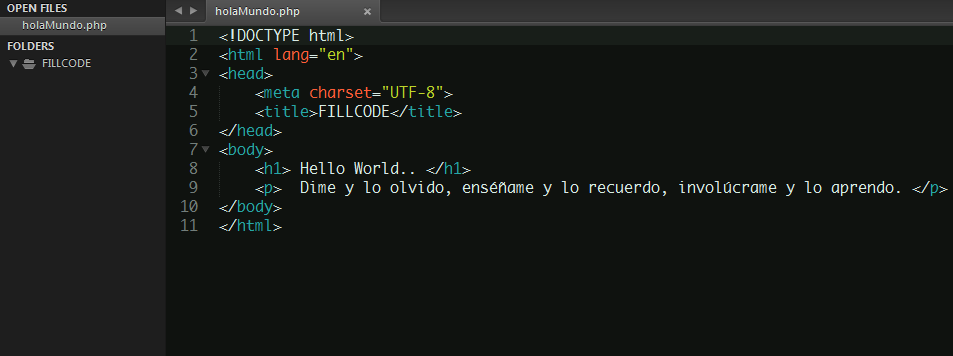 OPEN FILES
holaMundo.php
FOLDERS
FILLCODE
holaMundo.php
1 <!DOCTYPE html>
2 <html lang="en">
3 <head>
4 <meta charset="UTF-8">
5 <title>FILLCODE</title>
6 </head>
7 <body>
8 <h1> Hello World.. </h1>
9 <p>  Dime y lo olvido, enséñame y lo recuerdo, involúcrame y lo aprendo. </p>
10 </body>
11 </html>